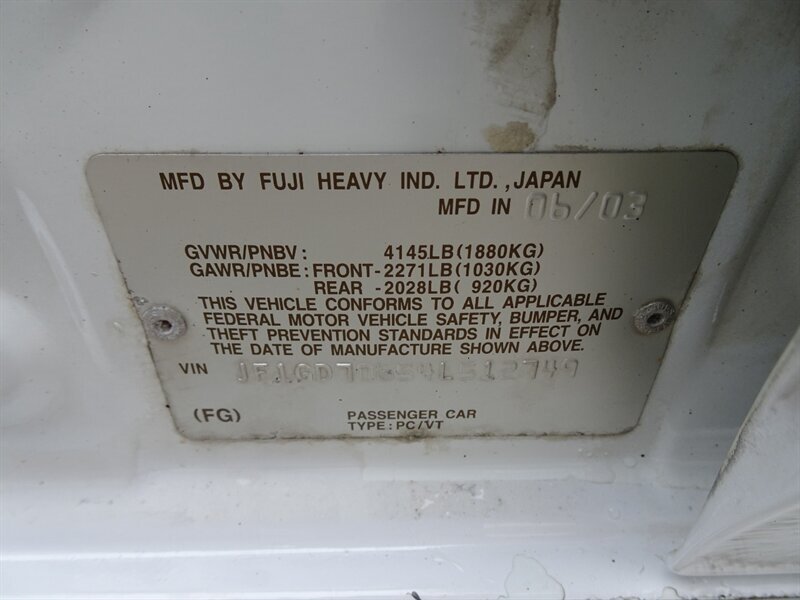 MFD BY FUJI HEAVY IND. LTD.,JAPAN
MFD IN 06/03
GVWR/PNBV: 4145LB(1880KG)
GAWR/PNBE:FRONT-2271LB(1030KG)
REAR -2028LB( 920KG)
THIS VEHICLE CONFORMS TO ALL APPLICABLE
FEDERAL MOTOR VEHICLE SAFETY, BUMPER, AND
THEFT PREVENTION STANDARDS IN EFFECT ON
THE DATE OF MANUFACTURE SHOWN ABOVE.
VIN JF1GD70654L512749
(FG) PASSENGER CAR
TYPE:PC/VT